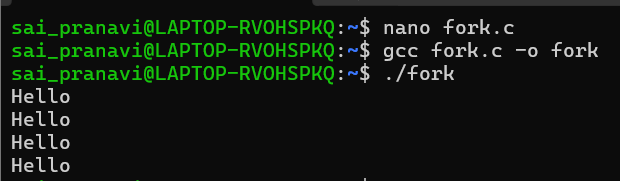 sai_pranavi@LAPTOP-RVOHSPKQ:~$ nano fork.c
sai_pranavi@LAPTOP-RVOHSPKQ:~$ gcc fork.c -o fork
sai_pranavi@LAPTOP-RVOHSPKQ:~$ ./fork
Hello
Hello
Hello
Hello